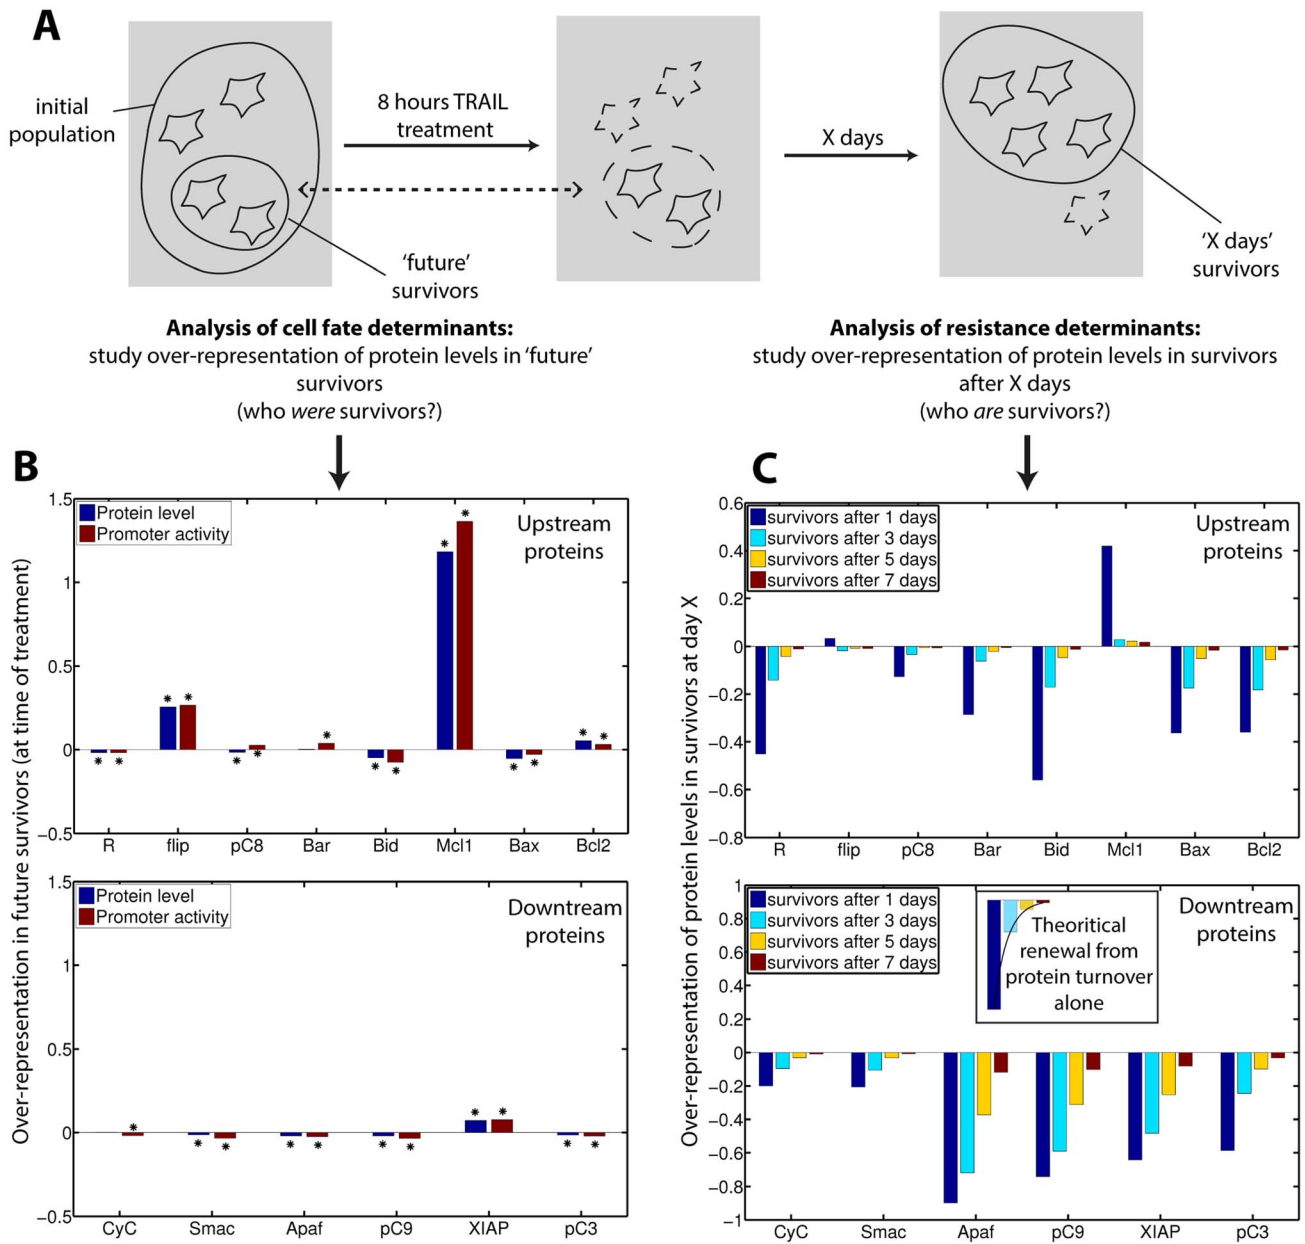 A
initial
population
8 hours TRAIL
treatment
X days
'future'
survivors
'X days'
survivors
Analysis of cell fate determinants:
study over-representation of protein levels in 'future'
survivors
(who were survivors?)
Analysis of resistance determinants:
study over-representation of protein levels in survivors
after X days
(who are survivors?)
B
Over-representation in future survivors (at time of treatment)
1.5
1
0.5
0
−0.5
Protein level
Promoter activity
Upstream
proteins
* * * * * * * * * * * * * * *
R flip pC8 Bar Bid Mcl1 Bax Bcl2
1.5
1
0.5
0
−0.5
Protein level
Promoter activity
Downtream
proteins
* * * * * * * * * * *
CyC Smac Apaf pC9 XIAP pC3
C
Over-representation of protein levels in survivors at day X
0.6
0.4
0.2
0
−0.2
−0.4
−0.6
−0.8
survivors after 1 days
survivors after 3 days
survivors after 5 days
survivors after 7 days
Upstream
proteins
R flip pC8 Bar Bid Mcl1 Bax Bcl2
1
0.8
0.6
0.4
0.2
0
−0.2
−0.4
−0.6
−0.8
−1
survivors after 1 days
survivors after 3 days
survivors after 5 days
survivors after 7 days
Theoritical
renewal from
protein turnover
alone
Downstream
proteins
CyC Smac Apaf pC9 XIAP pC3